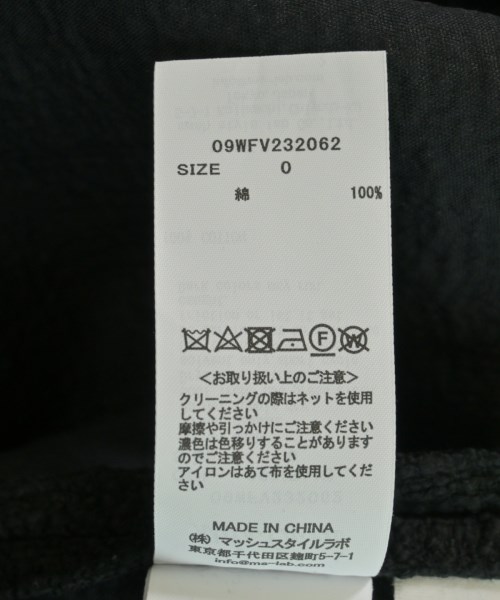 09WFV232062
SIZE 0
綿 100%
F W
<お取り扱い上のご注意>
クリーニングの際はネットを使用
してください
摩擦や引っかけにご注意ください
濃色は色移りすることがあります
のでご注意ください
アイロンはあて布を使用してくだ
さい
MADE IN CHINA
(株) マッシュスタイルラボ
東京都千代田区麹町5-7-1
info@ms-lab.com